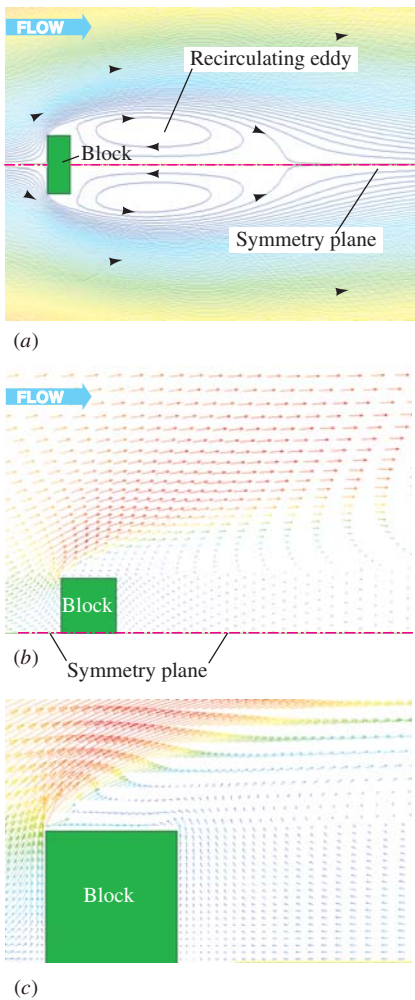 FLOW
Recirculating eddy
Block
Symmetry plane
(a)
FLOW
Block
Symmetry plane
(b)
Block
(c)